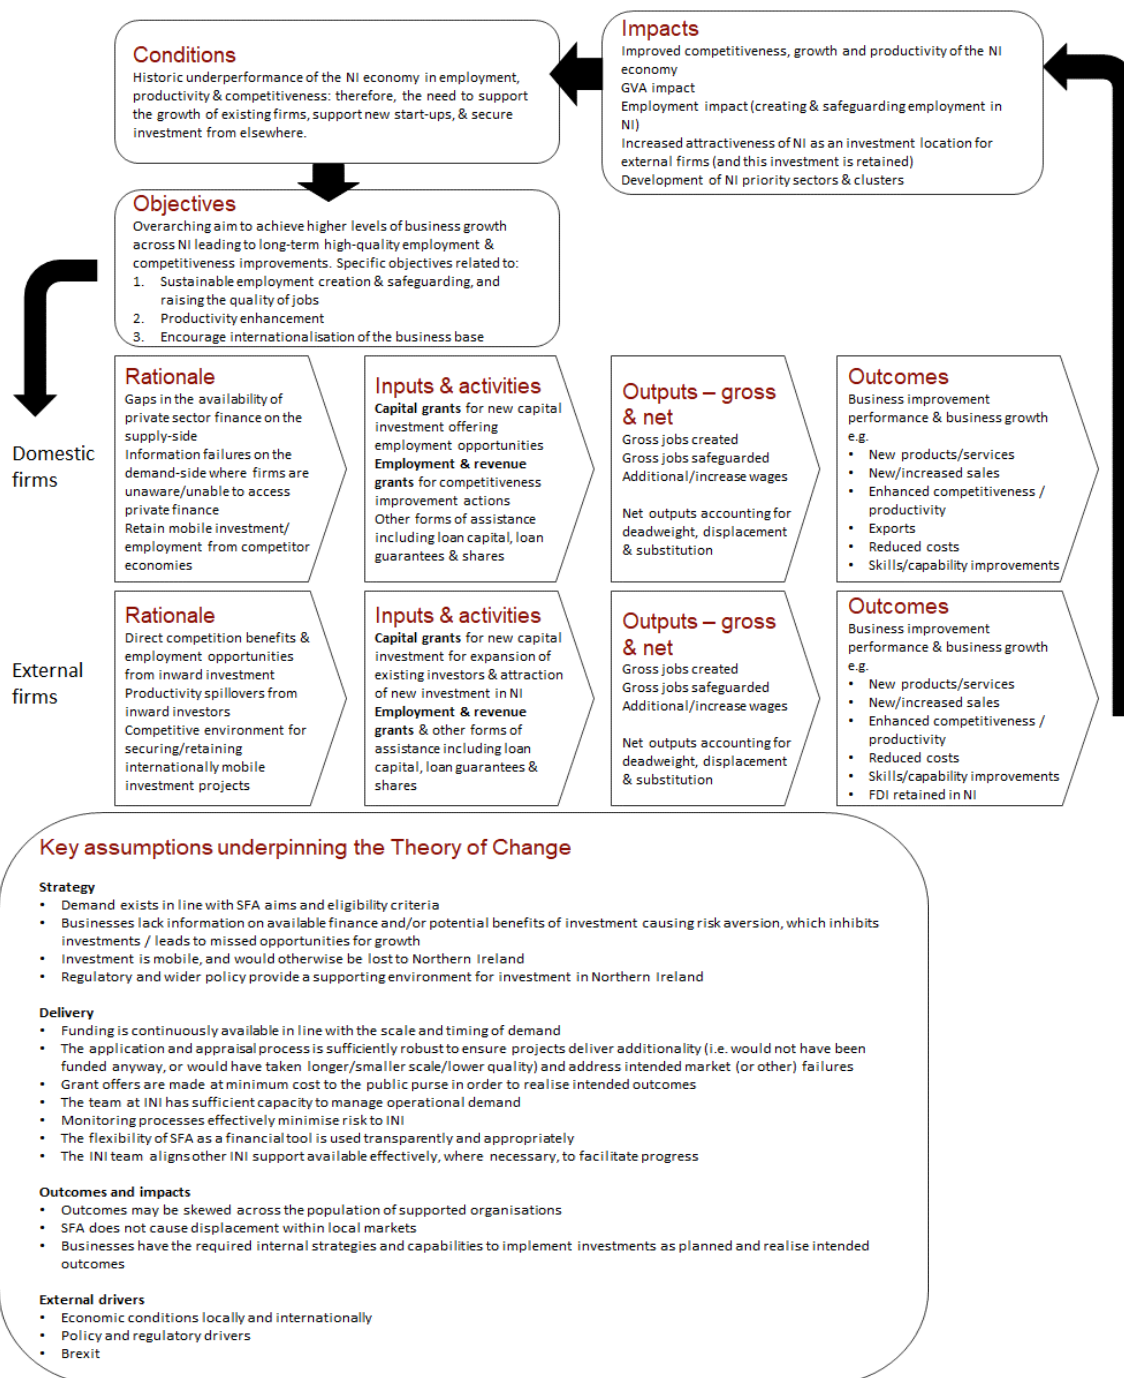 Conditions
Historic underperformance of the NI economy in employment,
productivity & competitiveness: therefore, the need to support
the growth of existing firms, support new start-ups, & secure
investment from elsewhere.
Impacts
Improved competitiveness, growth and productivity of the NI
economy
GVA impact
Employment impact (creating & safeguarding employment in
NI)
Increased attractiveness of NI as an investment location for
external firms (and this investment is retained)
Development of NI priority sectors & clusters
Objectives
Overarching aim to achieve higher levels of business growth
across NI leading to long-term high-quality employment &
competitiveness improvements. Specific objectives related to:
1. Sustainable employment creation & safeguarding, and
raising the quality of jobs
2. Productivity enhancement
3. Encourage internationalisation of the business base
Domestic
firms
Rationale
Gaps in the availability of
private sector finance on the
supply-side
Information failures on the
demand-side where firms are
unaware/unable to access
private finance
Retain mobile investment/
employment from competitor
economies
Inputs & activities
Capital grants for new capital
investment offering
employment opportunities
Employment & revenue
grants for competitiveness
improvement actions
Other forms of assistance
including loan capital, loan
guarantees & shares
Outputs – gross
& net
Gross jobs created
Gross jobs safeguarded
Additional/increase wages
Net outputs accounting for
deadweight, displacement
& substitution
Outcomes
Business improvement
performance & business growth
e.g.
• New products/services
• New/increased sales
• Enhanced competitiveness /
productivity
• Exports
• Reduced costs
• Skills/capability improvements
External
firms
Rationale
Direct competition benefits &
employment opportunities
from inward investment
Productivity spillovers from
inward investors
Competitive environment for
securing/retaining
internationally mobile
investment projects
Inputs & activities
Capital grants for new capital
investment for expansion of
existing investors & attraction
of new investment in NI
Employment & revenue
grants & other forms of
assistance including loan
capital, loan guarantees &
shares
Outputs – gross
& net
Gross jobs created
Gross jobs safeguarded
Additional/increase wages
Net outputs accounting for
deadweight, displacement
& substitution
Outcomes
Business improvement
performance & business growth
e.g.
• New products/services
• New/increased sales
• Enhanced competitiveness /
productivity
• Reduced costs
• Skills/capability improvements
• FDI retained in NI
Key assumptions underpinning the Theory of Change
Strategy
• Demand exists in line with SFA aims and eligibility criteria
• Businesses lack information on available finance and/or potential benefits of investment causing risk aversion, which inhibits
investments / leads to missed opportunities for growth
• Investment is mobile, and would otherwise be lost to Northern Ireland
• Regulatory and wider policy provide a supporting environment for investment in Northern Ireland
Delivery
• Funding is continuously available in line with the scale and timing of demand
• The application and appraisal process is sufficiently robust to ensure projects deliver additionality (i.e. would not have been
funded anyway, or would have taken longer/smaller scale/lower quality) and address intended market (or other) failures
• Grant offers are made at minimum cost to the public purse in order to realise intended outcomes
• The team at INI has sufficient capacity to manage operational demand
• Monitoring processes effectively minimise risk to INI
• The flexibility of SFA as a financial tool is used transparently and appropriately
• The INI team aligns other INI support available effectively, where necessary, to facilitate progress
Outcomes and impacts
• Outcomes may be skewed across the population of supported organisations
• SFA does not cause displacement within local markets
• Businesses have the required internal strategies and capabilities to implement investments as planned and realise intended
outcomes
External drivers
• Economic conditions locally and internationally
• Policy and regulatory drivers
• Brexit